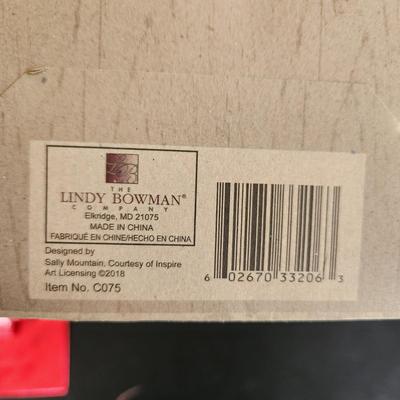 LB
THE
LINDY BOWMAN®
COMPANY
Elkridge, MD 21075
MADE IN CHINA
FABRIQUÉ EN CHINE/HECHO EN CHINA
Designed by
Sally Mountain, Courtesy of Inspire
Art Licensing ©2018
Item No. C075
6 02670 33206 3